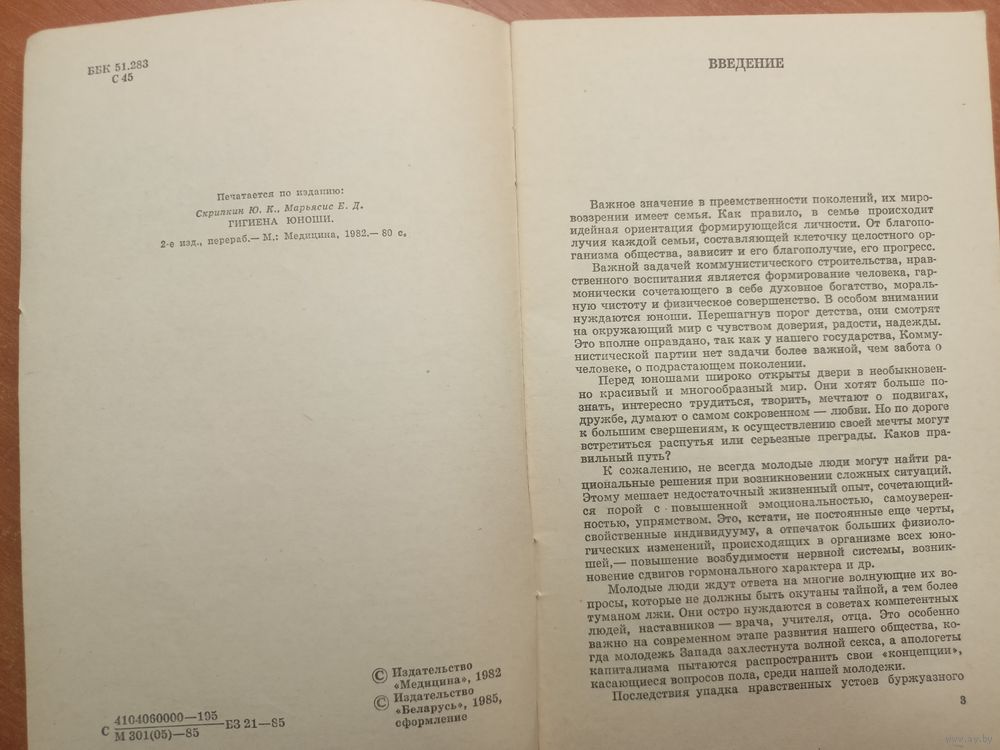 ББК 51.283
С 45
Печатается по изданию:
Скрипкин Ю. К., Марьясис Е. Д.
ГИГИЕНА ЮНОШИ.
2-е изд., перераб.— М.: Медицина, 1982.— 80 с.
С 4104060000—195
М 301(05)—85 БЗ 21—85
© Издательство
«Медицина», 1982
© Издательство
«Беларусь», 1985,
оформление
ВВЕДЕНИЕ
Важное значение в преемственности поколений, их миро-
воззрении имеет семья. Как правило, в семье происходит
идейная ориентация формирующейся личности. От благопо-
лучия каждой семьи, составляющей клеточку целостного ор-
ганизма общества, зависит и его благополучие, его прогресс.
Важной задачей коммунистического строительства, нрав-
ственного воспитания является формирование человека, гар-
монически сочетающего в себе духовное богатство, мораль-
ную чистоту и физическое совершенство. В особом внимании
нуждаются юноши. Перешагнув порог детства, они смотрят
на окружающий мир с чувством доверия, радости, надежды.
Это вполне оправдано, так как у нашего государства, Комму-
нистической партии нет задачи более важной, чем забота о
человеке, о подрастающем поколении.
Перед юношами широко открыты двери в необыкновен-
но красивый и многообразный мир. Они хотят больше по-
знать, интересно трудиться, творить, мечтают о подвигах,
дружбе, думают о самом сокровенном — любви. Но по дороге
к большим свершениям, к осуществлению своей мечты могут
встретиться распутья или серьезные преграды. Каков пра-
вильный путь?
К сожалению, не всегда молодые люди могут найти ра-
циональные решения при возникновении сложных ситуаций.
Этому мешает недостаточный жизненный опыт, сочетающий-
ся порой с повышенной эмоциональностью, самоуверен-
ностью, упрямством. Это, кстати, не постоянные еще черты,
свойственные индивидууму, а отпечаток больших физиоло-
гических изменений, происходящих в организме всех юно-
шей,— повышение возбудимости нервной системы, возник-
новение сдвигов гормонального характера и др.
Молодые люди ждут ответа на многие волнующие их во-
просы, которые не должны быть окутаны тайной, а тем более
туманом лжи. Они остро нуждаются в советах компетентных
людей, наставников — врача, учителя, отца. Это особенно
важно на современном этапе развития нашего общества, ко-
гда молодежь Запада захлестнута волной секса, а апологеты
капитализма пытаются распространить свои «концепции»,
касающиеся вопросов пола, среди нашей молодежи.
Последствия упадка нравственных устоев буржуазного
3
www.ay.by